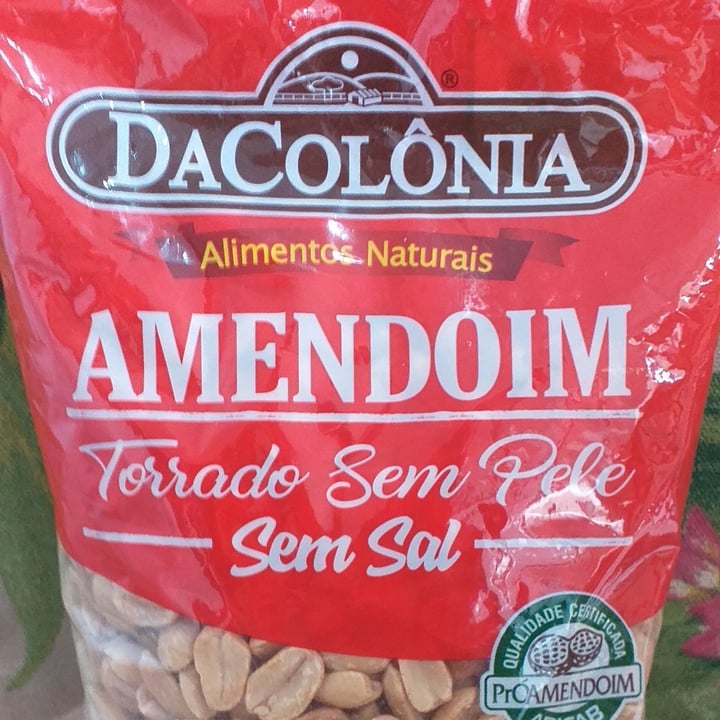 DACOLÔNIA ®
Alimentos Naturais
AMENDOIM
Torrado Sem Pele
Sem Sal
QUALIDADE CERTIFICADA
PRÓAMENDOIM